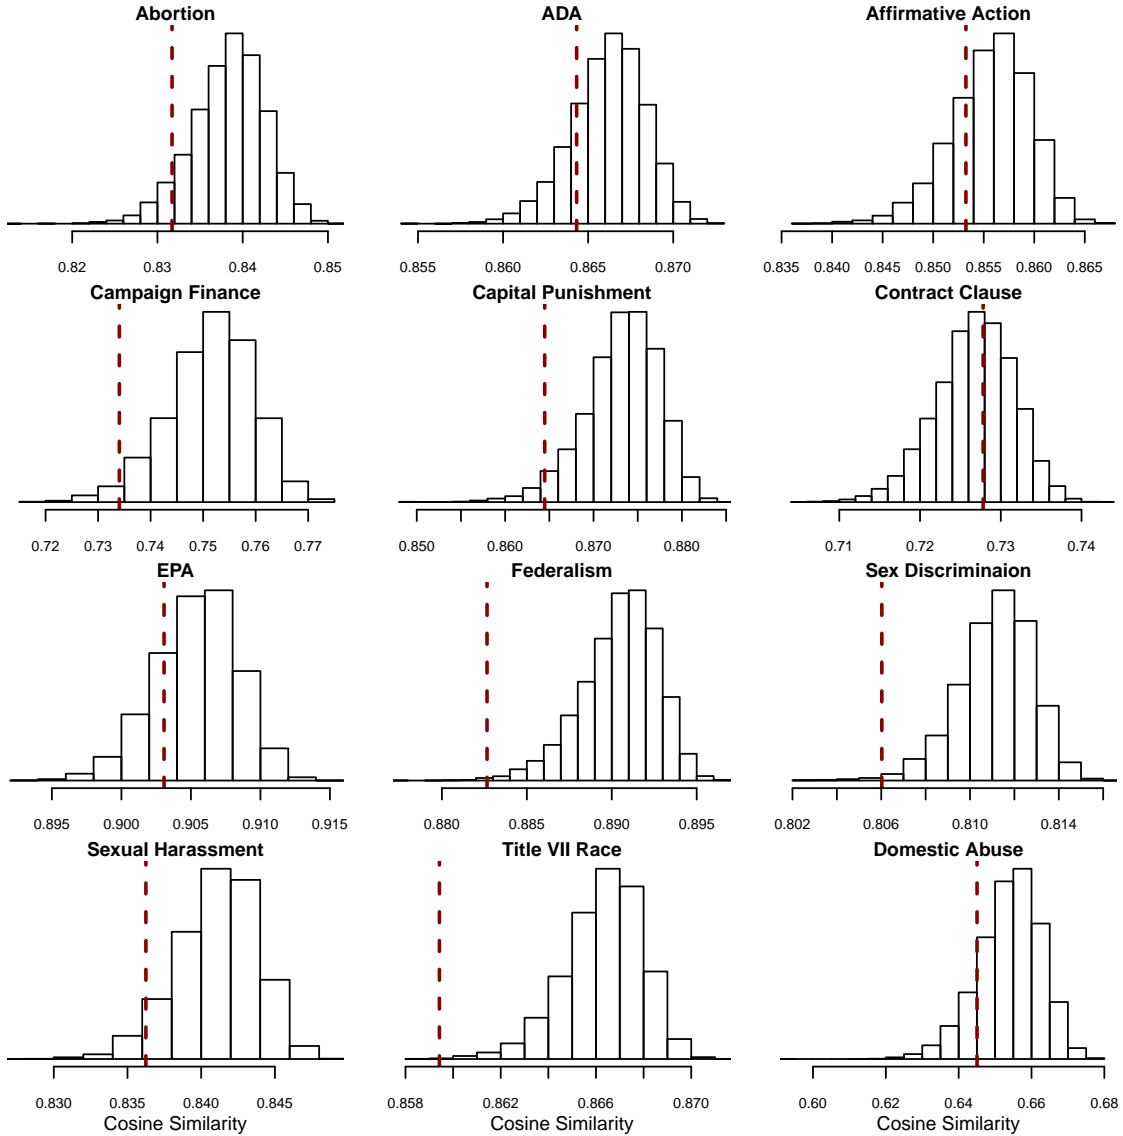 Abortion ADA Affirmative Action
0.82 0.83 0.84 0.85 0.855 0.860 0.865 0.870 0.835 0.840 0.845 0.850 0.855 0.860 0.865
Campaign Finance Capital Punishment Contract Clause
0.72 0.73 0.74 0.75 0.76 0.77 0.850 0.860 0.870 0.880 0.71 0.72 0.73 0.74
EPA Federalism Sex Discriminaion
0.895 0.900 0.905 0.910 0.915 0.880 0.885 0.890 0.895 0.802 0.806 0.810 0.814
Sexual Harassment Title VII Race Domestic Abuse
0.830 0.835 0.840 0.845 0.858 0.862 0.866 0.870 0.60 0.62 0.64 0.66 0.68
Cosine Similarity Cosine Similarity Cosine Similarity